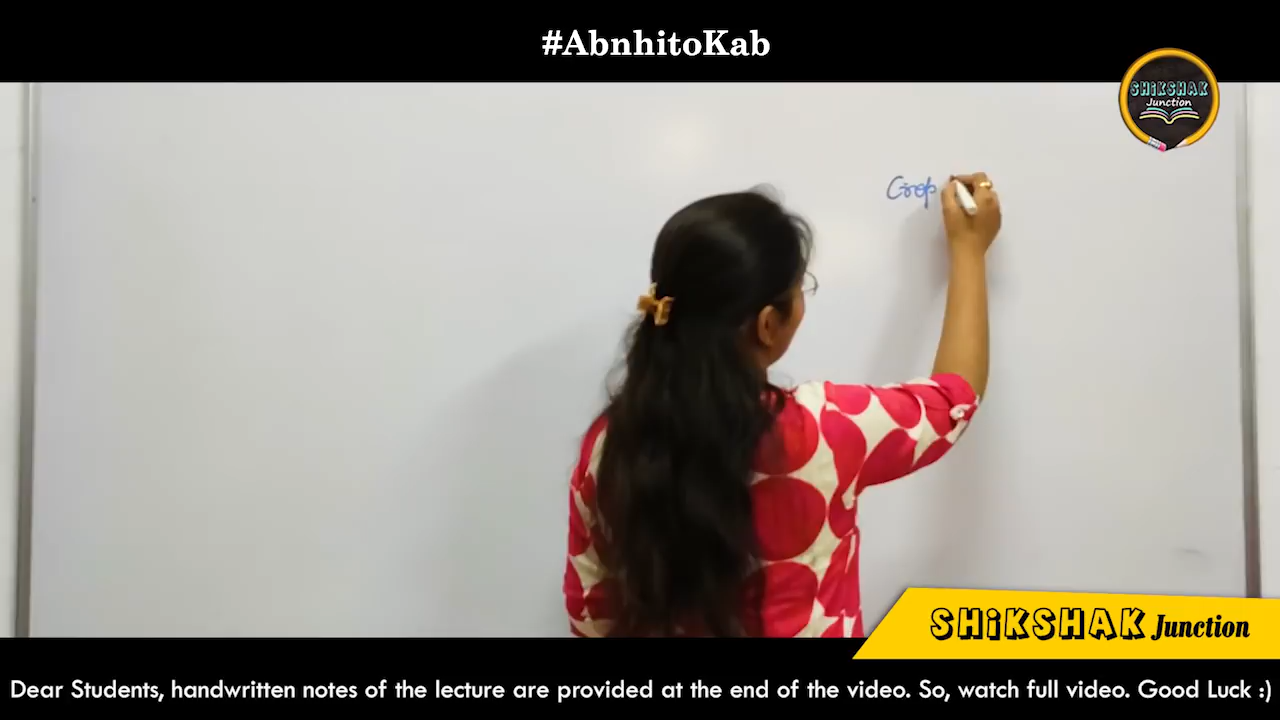 #AbnhitoKab
SHiKSHAK
Junction
Crop
SHiKSHAK Junction
Dear Students, handwritten notes of the lecture are provided at the end of the video. So, watch full video. Good Luck :)